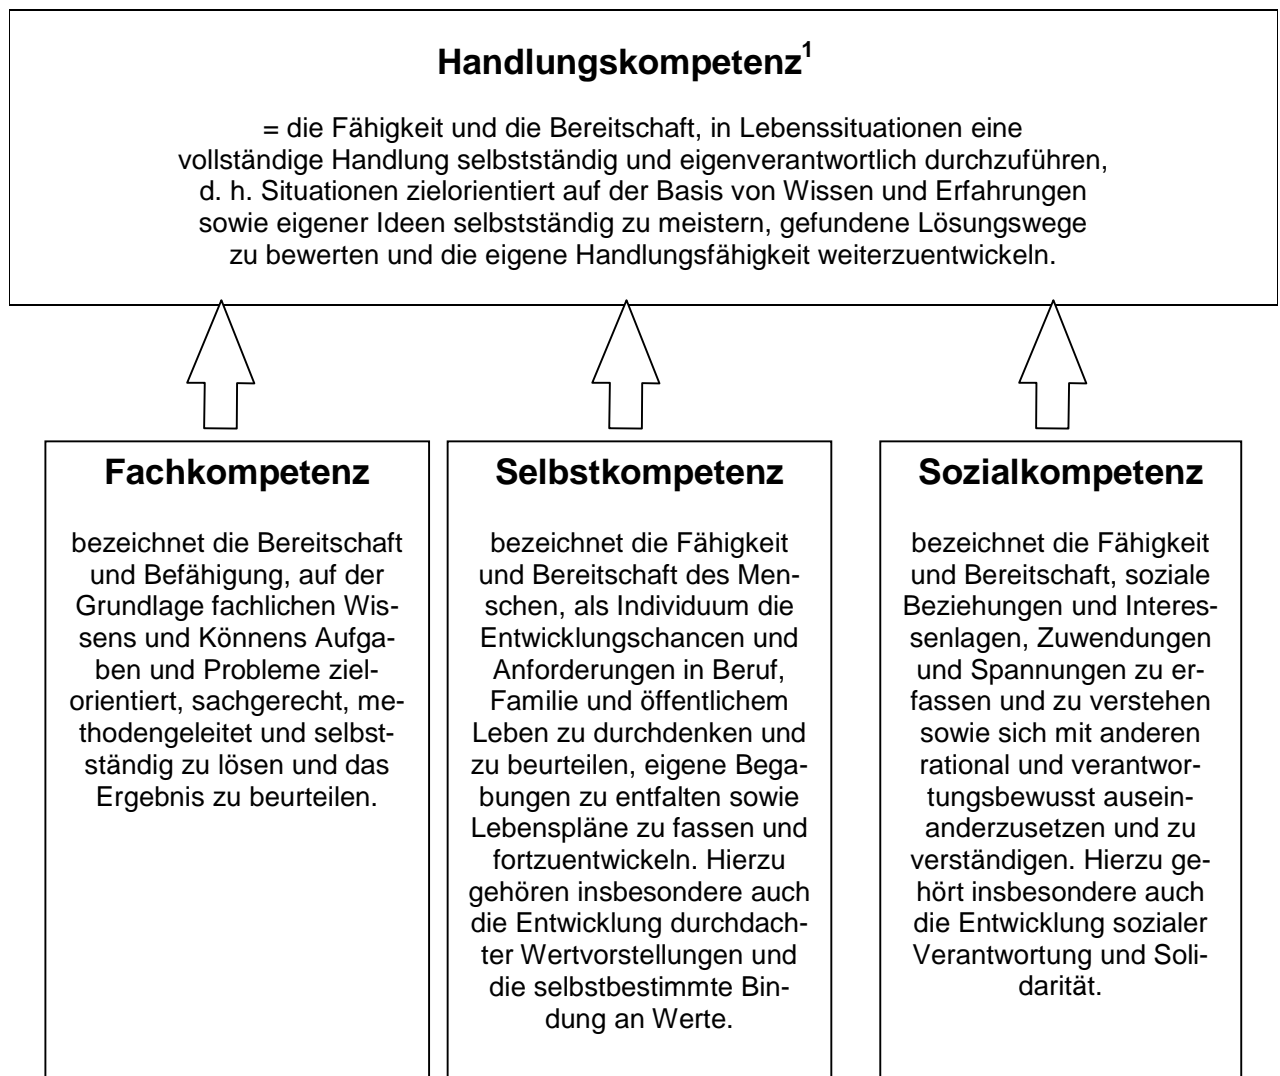 Handlungskompetenz¹
= die Fähigkeit und die Bereitschaft, in Lebenssituationen eine
vollständige Handlung selbstständig und eigenverantwortlich durchzuführen,
d. h. Situationen zielorientiert auf der Basis von Wissen und Erfahrungen
sowie eigener Ideen selbstständig zu meistern, gefundene Lösungswege
zu bewerten und die eigene Handlungsfähigkeit weiterzuentwickeln.
Fachkompetenz
bezeichnet die Bereitschaft
und Befähigung, auf der
Grundlage fachlichen Wis-
sens und Könnens Aufga-
ben und Probleme ziel-
orientiert, sachgerecht, me-
thodengeleitet und selbst-
ständig zu lösen und das
Ergebnis zu beurteilen.
Selbstkompetenz
bezeichnet die Fähigkeit
und Bereitschaft des Men-
schen, als Individuum die
Entwicklungschancen und
Anforderungen in Beruf,
Familie und öffentlichem
Leben zu durchdenken und
zu beurteilen, eigene Bega-
bungen zu entfalten sowie
Lebenspläne zu fassen und
fortzuentwickeln. Hierzu
gehören insbesondere auch
die Entwicklung durchdach-
ter Wertvorstellungen und
die selbstbestimmte Bin-
dung an Werte.
Sozialkompetenz
bezeichnet die Fähigkeit
und Bereitschaft, soziale
Beziehungen und Interes-
senlagen, Zuwendungen
und Spannungen zu er-
fassen und zu verstehen
sowie sich mit anderen
rational und verantwor-
tungsbewusst ausein-
anderzusetzen und zu
verständigen. Hierzu ge-
hört insbesondere auch
die Entwicklung sozialer
Verantwortung und Soli-
darität.